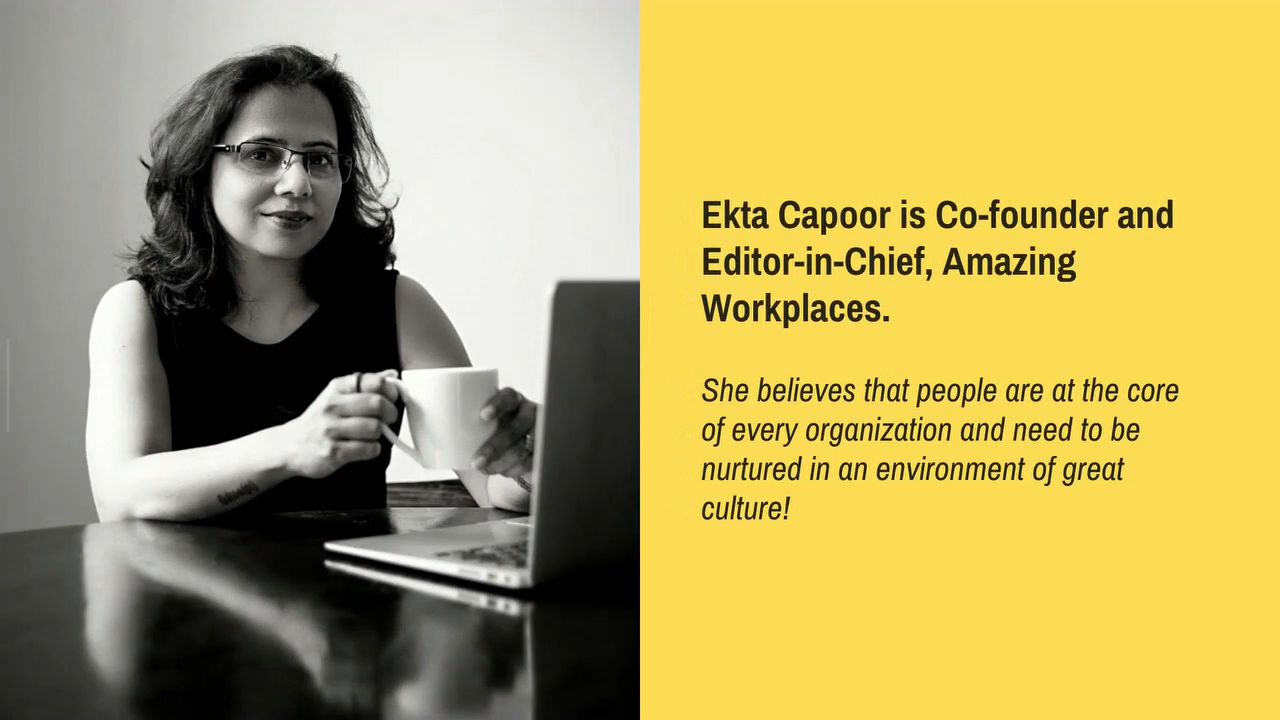 Ekta Capoor is Co-founder and
Editor-in-Chief, Amazing
Workplaces.
She believes that people are at the core
of every organization and need to be
nurtured in an environment of great
culture!